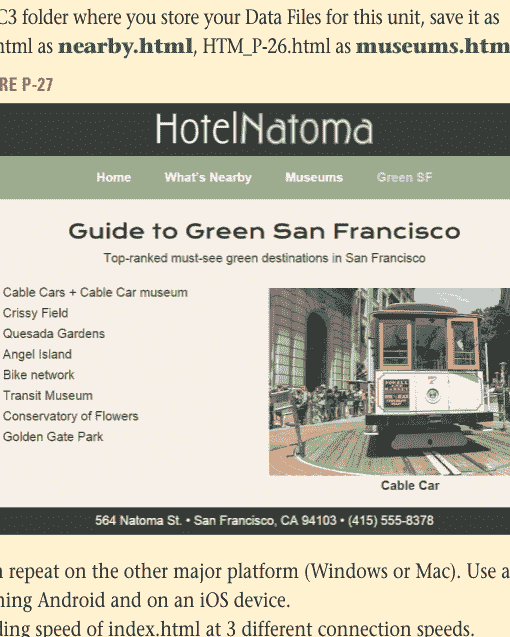 C3 folder where you store your Data Files for this unit, save it as
html as nearby.html, HTM_P-26.html as museums.htm
RE P-27
HotelNatoma
Home What's Nearby Museums Green SF
Guide to Green San Francisco
Top-ranked must-see green destinations in San Francisco
Cable Cars + Cable Car museum
Crissy Field
Quesada Gardens
Angel Island
Bike network
Transit Museum
Conservatory of Flowers
Golden Gate Park
7
Cable Car
564 Natoma St. • San Francisco, CA 94103 • (415) 555-8378
n repeat on the other major platform (Windows or Mac). Use a
ning Android and on an iOS device.
ding speed of index.html at 3 different connection speeds.